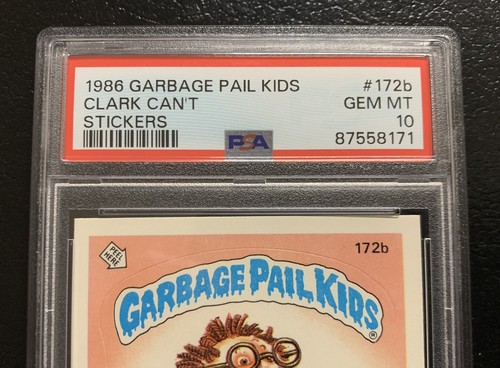 1986 GARBAGE PAIL KIDS #172b
CLARK CAN'T GEM MT
STICKERS 10
PSA 87558171
PEEL HERE 172b
GARBAGE PAIL KIDS ®